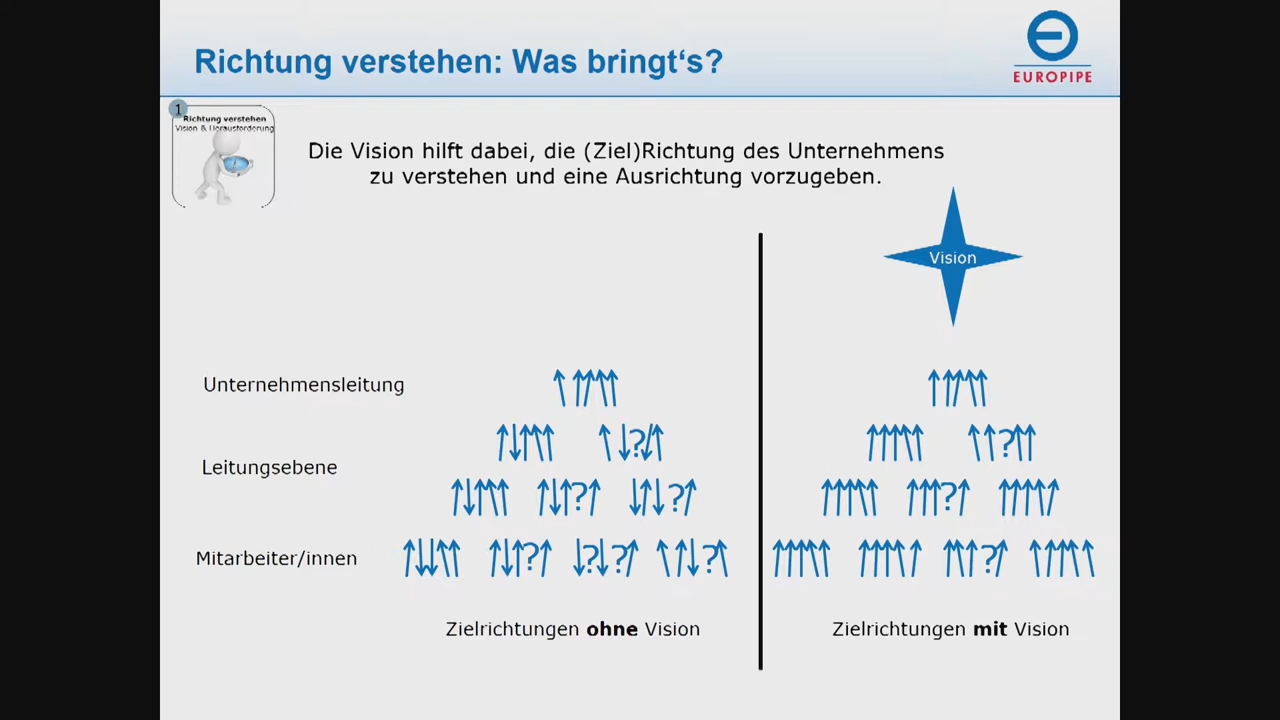 Richtung verstehen: Was bringt‘s?
EUROPIPE
1
Richtung verstehen
Vision & Herausforderung
Die Vision hilft dabei, die (Ziel)Richtung des Unternehmens
zu verstehen und eine Ausrichtung vorzugeben.
Vision
Unternehmensleitung
?
?
Leitungsebene
? ?
?
Mitarbeiter/innen
? ? ? ?
?
Zielrichtungen ohne Vision
Zielrichtungen mit Vision